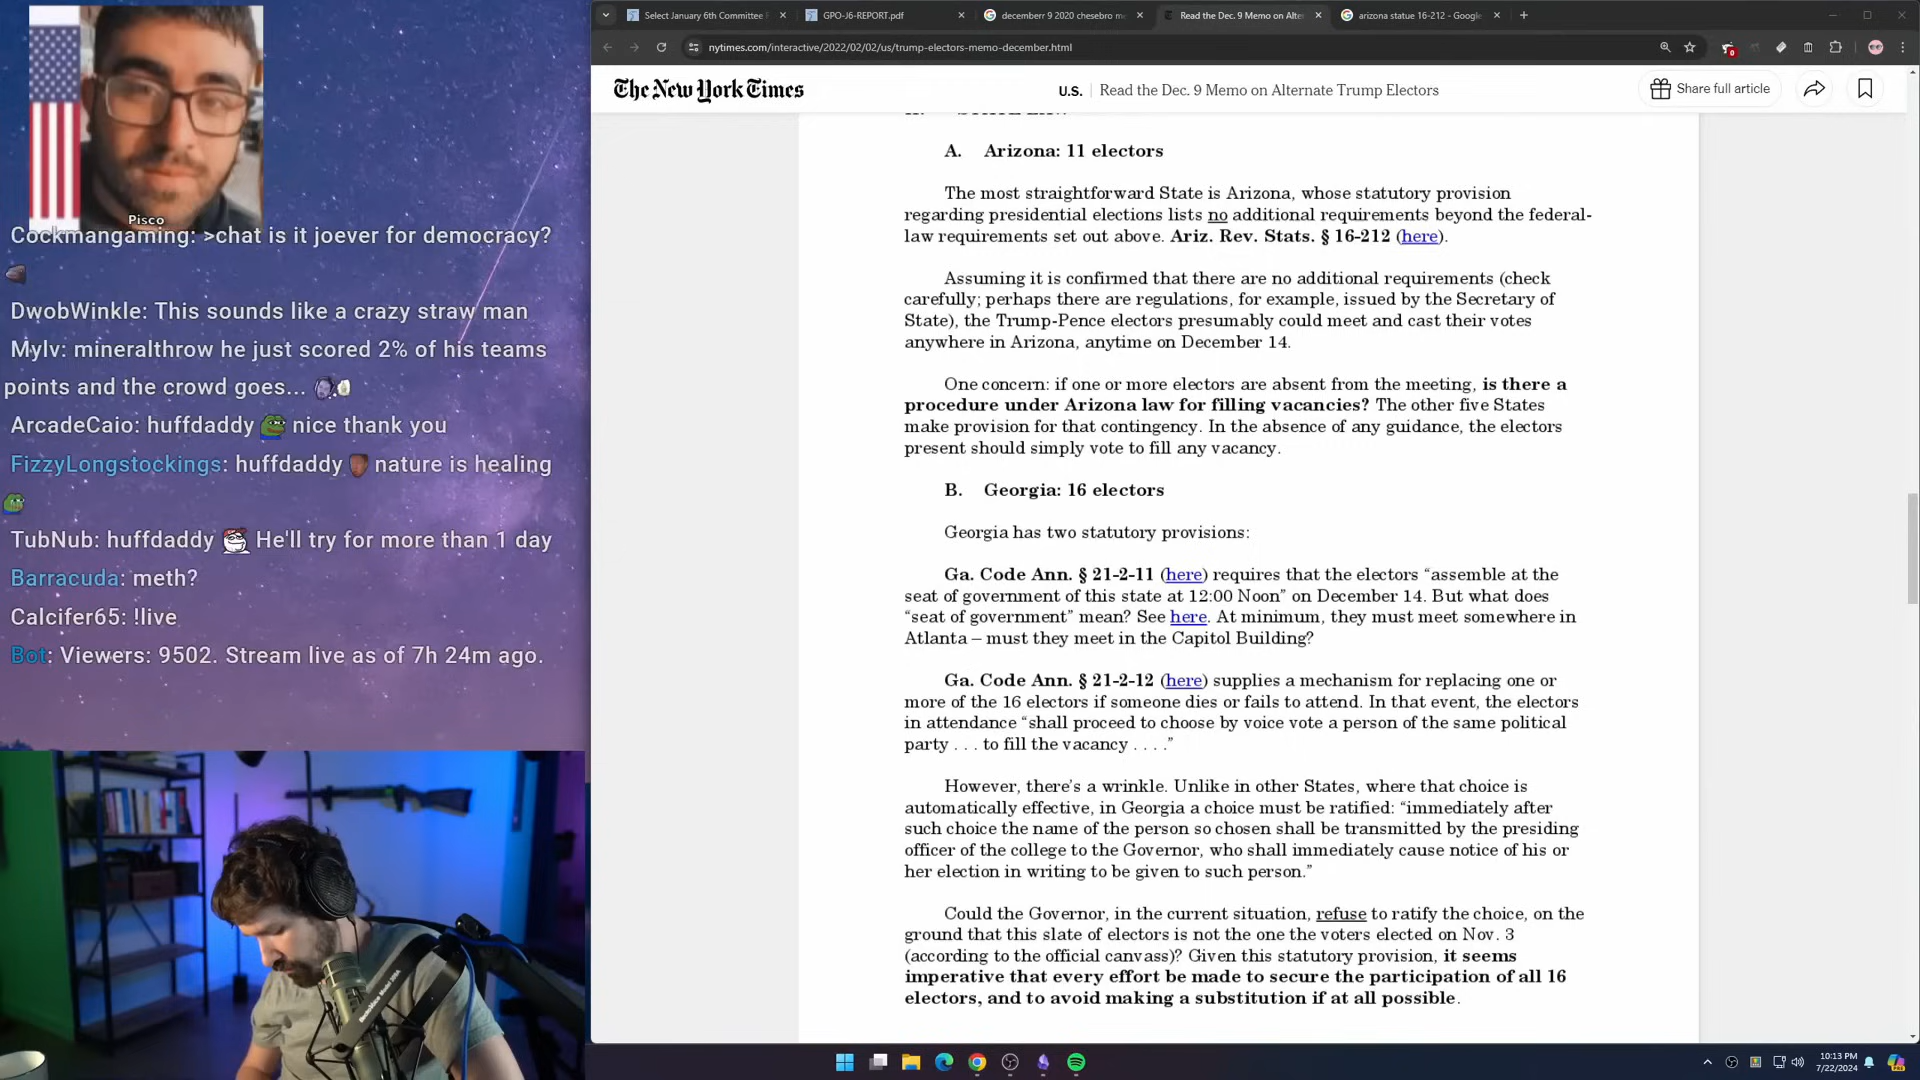 Pisco
Cockmangaming: >chat is it joever for democracy?
DwobWinkle: This sounds like a crazy straw man
Mylv: mineralthrow he just scored 2% of his teams
points and the crowd goes...
ArcadeCaio: huffdaddy nice thank you
FizzyLongstockings: huffdaddy nature is healing
TubNub: huffdaddy He'll try for more than 1 day
Barracuda: meth?
Calcifer65: !live
Bot: Viewers: 9502. Stream live as of 7h 24m ago.
Select January 6th Committee
GPO-J6-REPORT.pdf
decemberr 9 2020 chesebro me
Read the Dec. 9 Memo on Alte
arizona statue 16-212 - Google
nytimes.com/interactive/2022/02/02/us/trump-electors-memo-december.html
The New York Times
U.S. | Read the Dec. 9 Memo on Alternate Trump Electors
Share full article
A. Arizona: 11 electors
The most straightforward State is Arizona, whose statutory provision
regarding presidential elections lists no additional requirements beyond the federal-
law requirements set out above. Ariz. Rev. Stats. § 16-212 (here).
Assuming it is confirmed that there are no additional requirements (check
carefully; perhaps there are regulations, for example, issued by the Secretary of
State), the Trump-Pence electors presumably could meet and cast their votes
anywhere in Arizona, anytime on December 14.
One concern: if one or more electors are absent from the meeting, is there a
procedure under Arizona law for filling vacancies? The other five States
make provision for that contingency. In the absence of any guidance, the electors
present should simply vote to fill any vacancy.
B. Georgia: 16 electors
Georgia has two statutory provisions:
Ga. Code Ann. § 21-2-11 (here) requires that the electors “assemble at the
seat of government of this state at 12:00 Noon” on December 14. But what does
“seat of government” mean? See here. At minimum, they must meet somewhere in
Atlanta – must they meet in the Capitol Building?
Ga. Code Ann. § 21-2-12 (here) supplies a mechanism for replacing one or
more of the 16 electors if someone dies or fails to attend. In that event, the electors
in attendance “shall proceed to choose by voice vote a person of the same political
party . . . to fill the vacancy . . . .”
However, there’s a wrinkle. Unlike in other States, where that choice is
automatically effective, in Georgia a choice must be ratified: “immediately after
such choice the name of the person so chosen shall be transmitted by the presiding
officer of the college to the Governor, who shall immediately cause notice of his or
her election in writing to be given to such person.”
Could the Governor, in the current situation, refuse to ratify the choice, on the
ground that this slate of electors is not the one the voters elected on Nov. 3
(according to the official canvass)? Given this statutory provision, it seems
imperative that every effort be made to secure the participation of all 16
electors, and to avoid making a substitution if at all possible.
10:13 PM
7/22/2024